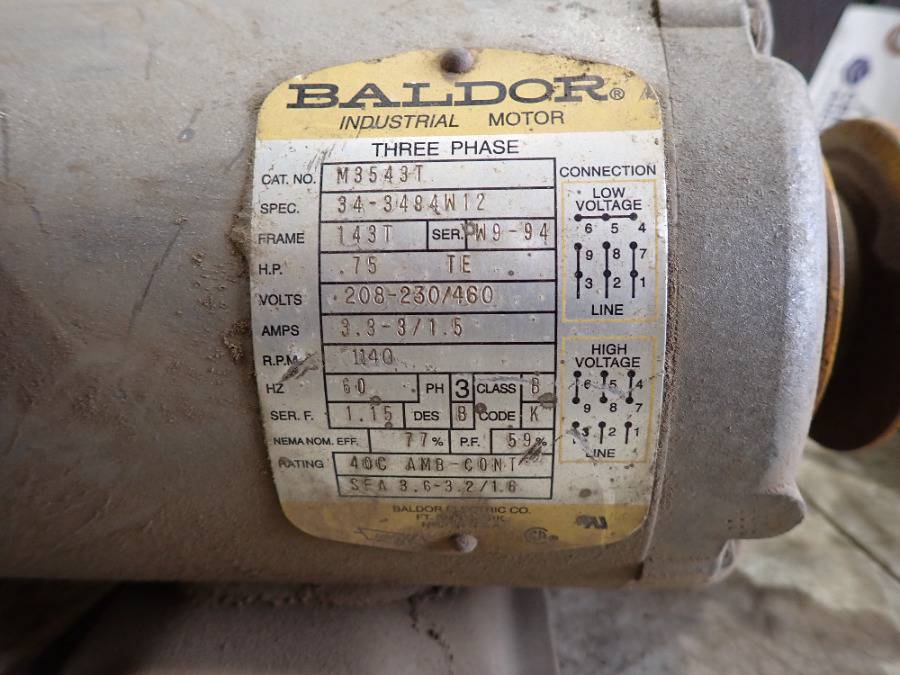 BALDOR®
INDUSTRIAL MOTOR
THREE PHASE
CAT. NO. M3543T
SPEC. 34-3484W12
FRAME 143T SER. W9-94
H.P. .75 TE
VOLTS 208-230/460
AMPS 3.3-3/1.5
R.P.M. 1140
HZ 60 PH 3 CLASS B
SER. F. 1.15 DES B CODE K
NEMA NOM. EFF. 77% P.F. 59%
RATING 40C AMB-CONT
SFA 3.6-3.2/1.6
BALDOR ELECTRIC CO.
CONNECTION
LOW
VOLTAGE
6 5 4
9 8 7
3 2 1
LINE
HIGH
VOLTAGE
6 5 4
9 8 7
3 2 1
LINE